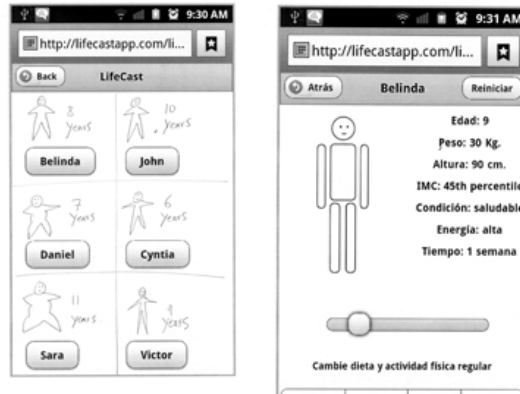 9:30 AM
http://lifecastapp.com/li...
Back
LifeCast
8 years
10 years
Belinda
John
7 years
6 years
Daniel
Cyntia
11 years
9 years
Sara
Victor
9:31 AM
http://lifecastapp.com/li...
Atrás
Belinda
Reiniciar
Edad: 9
Peso: 30 Kg.
Altura: 90 cm.
IMC: 45th percentile
Condición: saludable
Energía: alta
Tiempo: 1 semana
Cambie dieta y actividad física regular